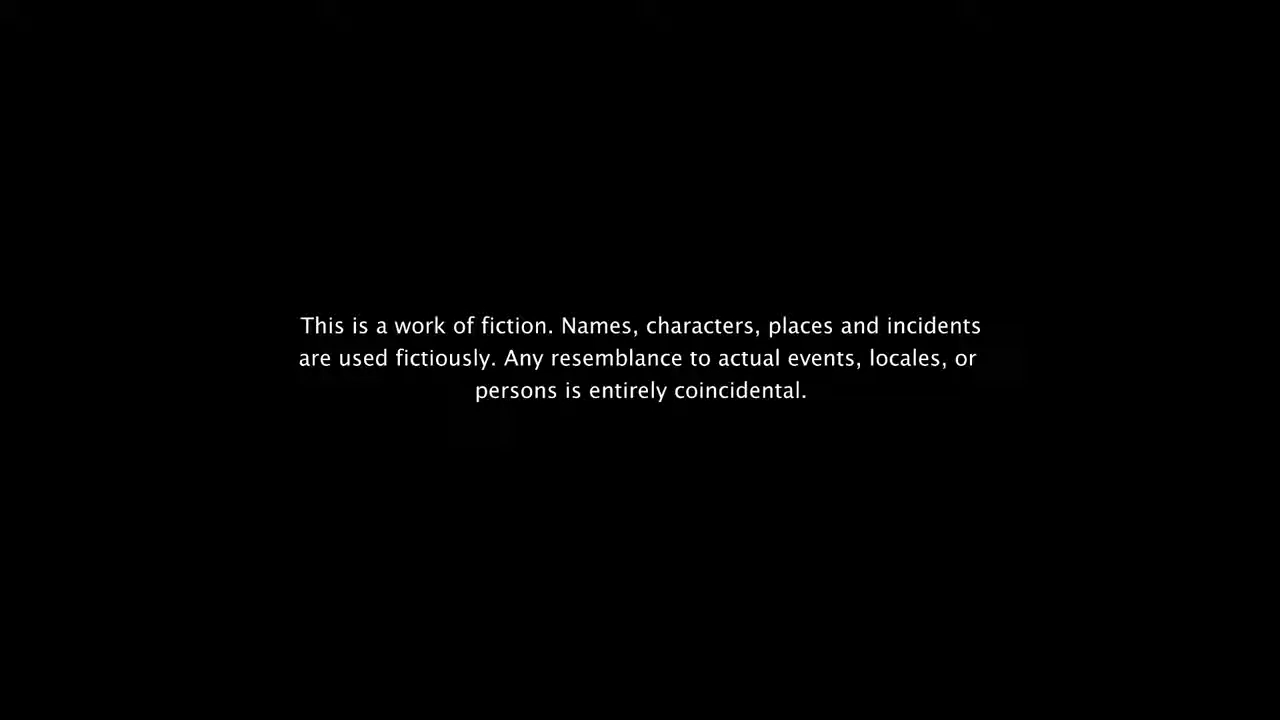 This is a work of fiction. Names, characters, places and incidents
are used fictiously. Any resemblance to actual events, locales, or
persons is entirely coincidental.